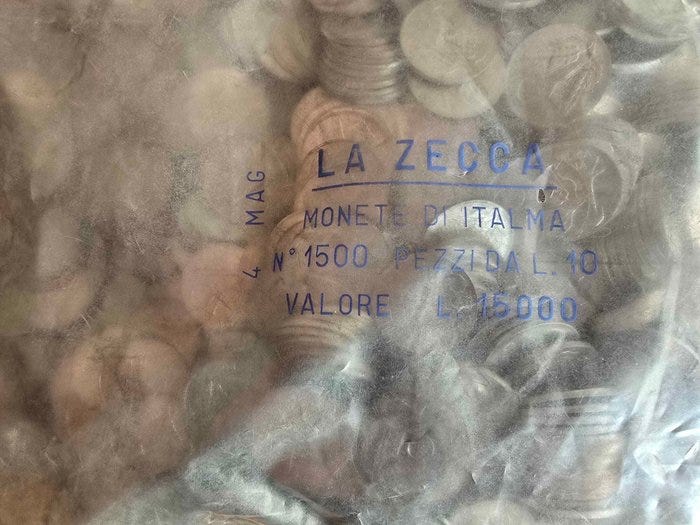 LA ZECCA
MONETE DI ITALMA
N° 1500 PEZZI DA L. 10
VALORE L. 15000
4 MAG